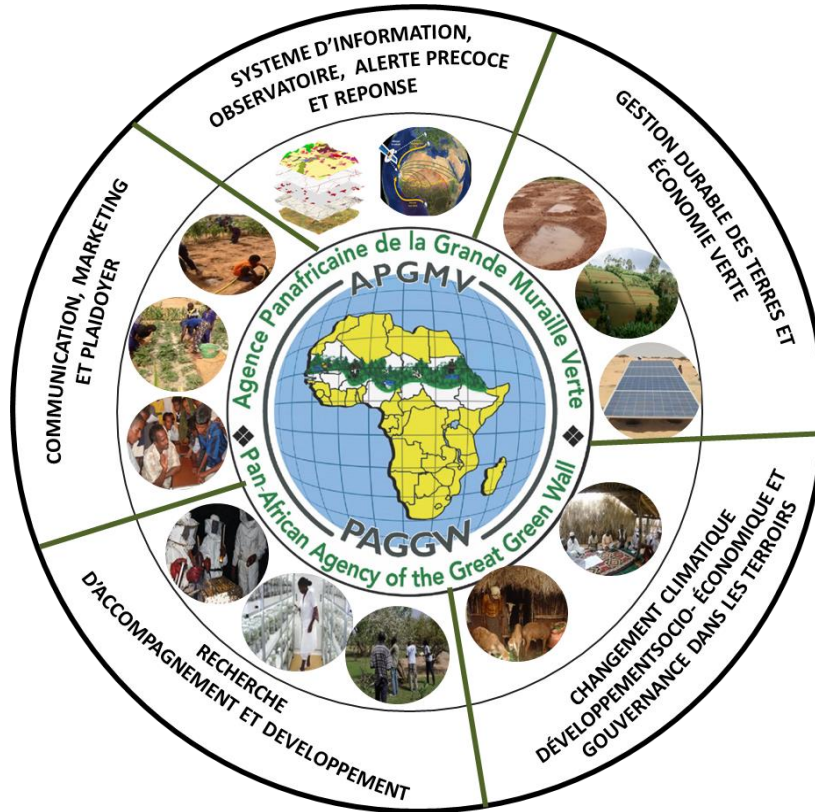 SYSTEME D'INFORMATION,
OBSERVATOIRE, ALERTE PRECOCE
ET REPONSE
GESTION DURABLE DES TERRES ET
ÉCONOMIE VERTE
CHANGEMENT CLIMATIQUE
DÉVELOPPEMENTSOCIO- ÉCONOMIQUE ET
GOUVERNANCE DANS LES TERROIRS
RECHERCHE
D'ACCOMPAGNEMENT ET DEVELOPPEMENT
COMMUNICATION, MARKETING
ET PLAIDOYER
Agence Panafricaine de la Grande Muraille Verte
APGMV
PAGGW
Pan-African Agency of the Great Green Wall